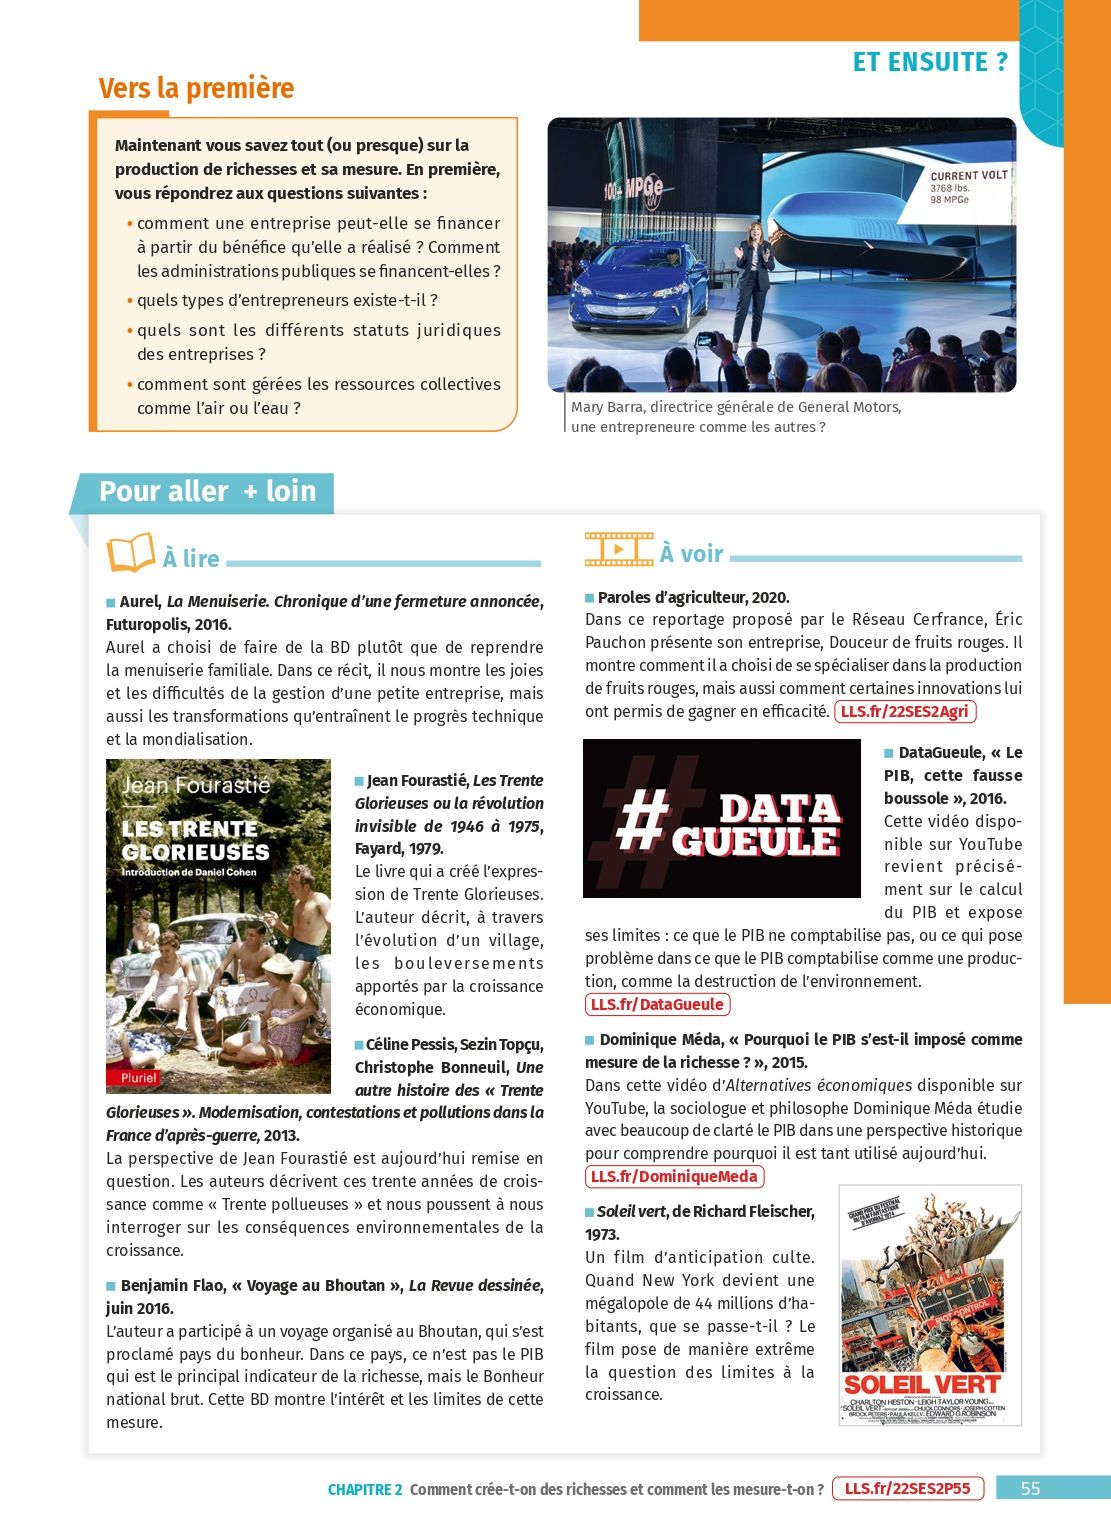 ET ENSUITE ?
Vers la première
Maintenant vous savez tout (ou presque) sur la
production de richesses et sa mesure. En première,
vous répondrez aux questions suivantes :
• comment une entreprise peut-elle se financer
à partir du bénéfice qu’elle a réalisé ? Comment
les administrations publiques se financent-elles ?
• quels types d’entrepreneurs existe-t-il ?
• quels sont les différents statuts juridiques
des entreprises ?
• comment sont gérées les ressources collectives
comme l’air ou l’eau ?
100+ MPGe
CURRENT VOLT
3768 lbs.
98 MPGe
Mary Barra, directrice générale de General Motors,
une entrepreneure comme les autres ?
Pour aller + loin
À lire
Aurel, La Menuiserie. Chronique d’une fermeture annoncée,
Futuropolis, 2016.
Aurel a choisi de faire de la BD plutôt que de reprendre
la menuiserie familiale. Dans ce récit, il nous montre les joies
et les difficultés de la gestion d’une petite entreprise, mais
aussi les transformations qu’entraînent le progrès technique
et la mondialisation.
Jean Fourastié
LES TRENTE
GLORIEUSES
Introduction de Daniel Cohen
Pluriel
Jean Fourastié, Les Trente
Glorieuses ou la révolution
invisible de 1946 à 1975,
Fayard, 1979.
Le livre qui a créé l’expres-
sion de Trente Glorieuses.
L’auteur décrit, à travers
l’évolution d’un village,
les bouleversements
apportés par la croissance
économique.
Céline Pessis, Sezin Topçu,
Christophe Bonneuil, Une
autre histoire des « Trente
Glorieuses ». Modernisation, contestations et pollutions dans la
France d’après-guerre, 2013.
La perspective de Jean Fourastié est aujourd’hui remise en
question. Les auteurs décrivent ces trente années de crois-
sance comme « Trente pollueuses » et nous poussent à nous
interroger sur les conséquences environnementales de la
croissance.
Benjamin Flao, « Voyage au Bhoutan », La Revue dessinée,
juin 2016.
L’auteur a participé à un voyage organisé au Bhoutan, qui s’est
proclamé pays du bonheur. Dans ce pays, ce n’est pas le PIB
qui est le principal indicateur de la richesse, mais le Bonheur
national brut. Cette BD montre l’intérêt et les limites de cette
mesure.
À voir
Paroles d’agriculteur, 2020.
Dans ce reportage proposé par le Réseau Cerfrance, Éric
Pauchon présente son entreprise, Douceur de fruits rouges. Il
montre comment il a choisi de se spécialiser dans la production
de fruits rouges, mais aussi comment certaines innovations lui
ont permis de gagner en efficacité. LLS.fr/22SES2Agri
# DATA
GUEULE
DataGueule, « Le
PIB, cette fausse
boussole », 2016.
Cette vidéo dispo-
nible sur YouTube
revient précisé-
ment sur le calcul
du PIB et expose
ses limites : ce que le PIB ne comptabilise pas, ou ce qui pose
problème dans ce que le PIB comptabilise comme une produc-
tion, comme la destruction de l’environnement.
LLS.fr/DataGueule
Dominique Méda, « Pourquoi le PIB s’est-il imposé comme
mesure de la richesse ? », 2015.
Dans cette vidéo d’Alternatives économiques disponible sur
YouTube, la sociologue et philosophe Dominique Méda étudie
avec beaucoup de clarté le PIB dans une perspective historique
pour comprendre pourquoi il est tant utilisé aujourd’hui.
LLS.fr/DominiqueMeda
Soleil vert, de Richard Fleischer,
1973.
Un film d’anticipation culte.
Quand New York devient une
mégalopole de 44 millions d’ha-
bitants, que se passe-t-il ? Le
film pose de manière extrême
la question des limites à la
croissance.
GRAND PRIX DU FESTIVAL
DU FILM FANTASTIQUE
D'AVORIAZ 1974
RIOT CONTROL
SOLEIL VERT
CHARLTON HESTON - LEIGH TAYLOR-YOUNG
"SOLEIL VERT" CHUCK CONNORS - JOSEPH COTTEN
BROCK PETERS - PAULA KELLY EDWARD G. ROBINSON
CHAPITRE 2 Comment crée-t-on des richesses et comment les mesure-t-on ? LLS.fr/22SES2P55 55